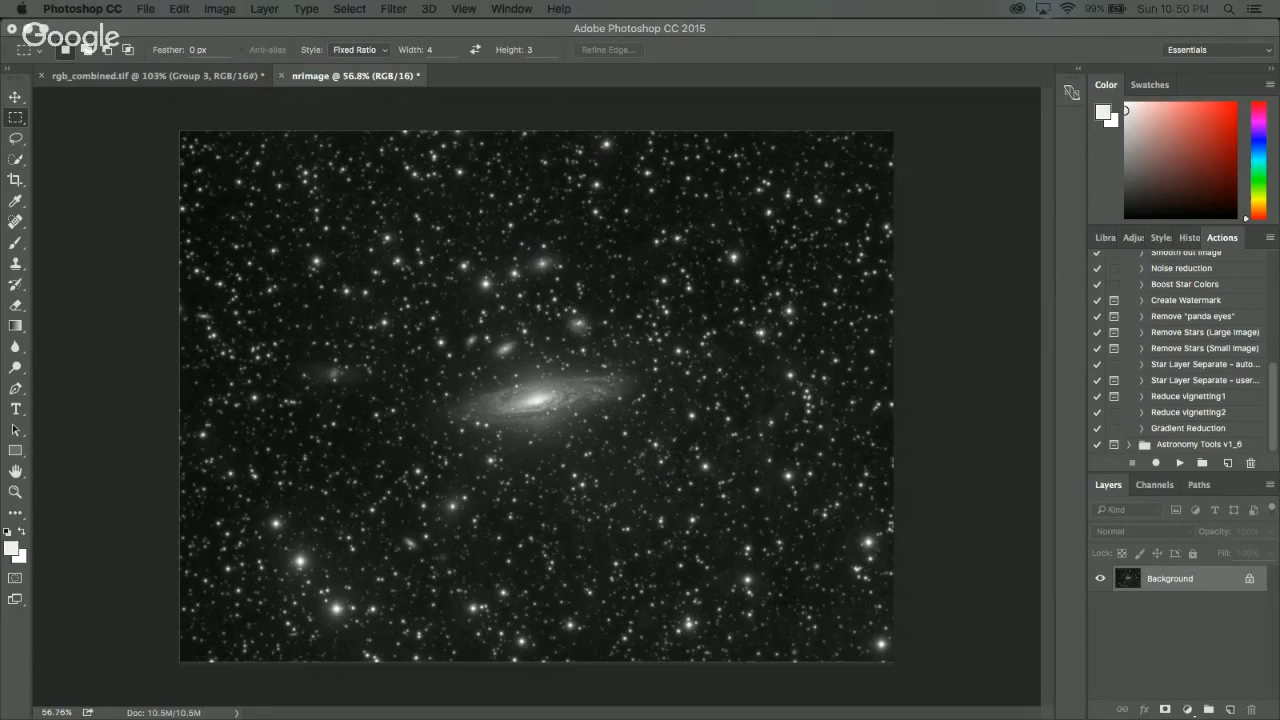 Photoshop CC File Edit Image Layer Type Select Filter 3D View Window Help 99% Sun 10:50 PM
Google
Adobe Photoshop CC 2015
Feather: 0 px Anti-alias Style: Fixed Ratio Width: 4 Height: 3 Refine Edge... Essentials
rgb_combined.tif @ 103% (Group 3, RGB/16#) * nrimage @ 56.8% (RGB/16) *
Color Swatches
Libra Adjus Style Histo Actions
Smooth out image
Noise reduction
Boost Star Colors
Create Watermark
Remove "panda eyes"
Remove Stars (Large Image)
Remove Stars (Small Image)
Star Layer Separate - auto...
Star Layer Separate - user...
Reduce vignetting1
Reduce vignetting2
Gradient Reduction
Astronomy Tools v1_6
Layers Channels Paths
Kind
Normal Opacity: 100%
Lock: Fill: 100%
Background
56.76% Doc: 10.5M/10.5M